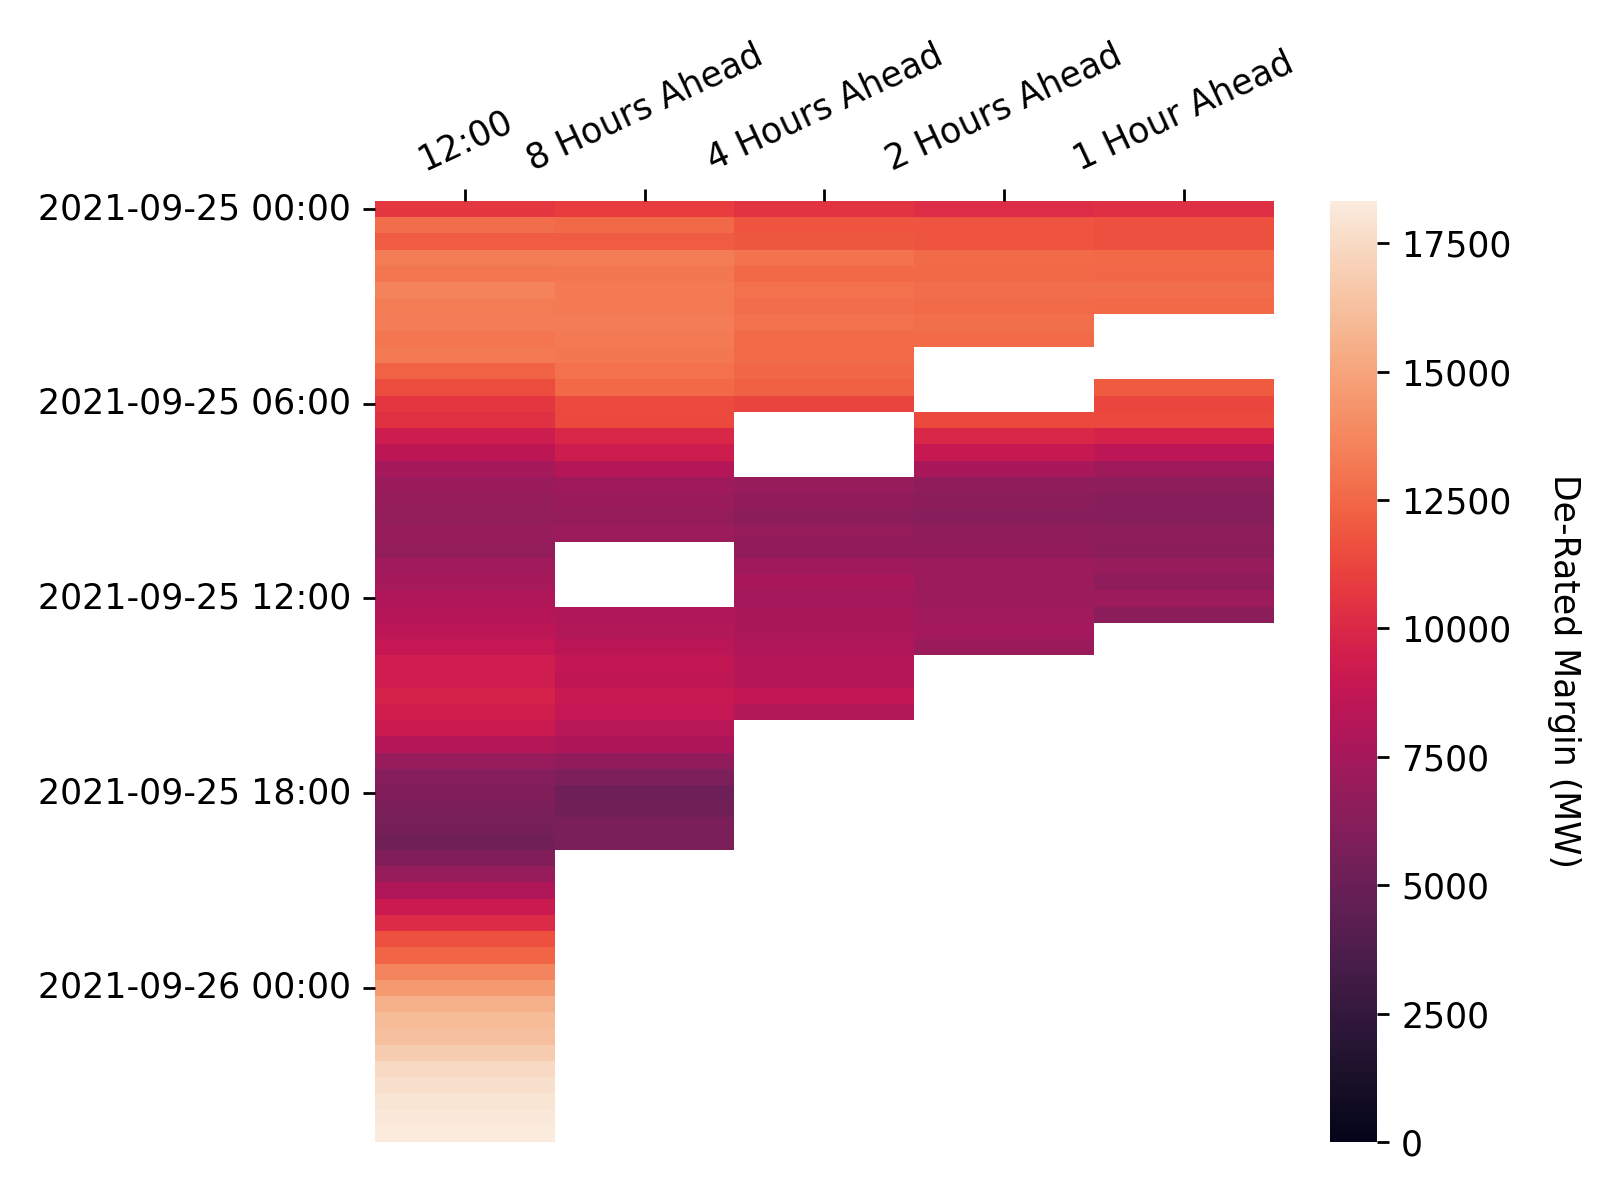 12:00
8 Hours Ahead
4 Hours Ahead
2 Hours Ahead
1 Hour Ahead
2021-09-25 00:00
2021-09-25 06:00
2021-09-25 12:00
2021-09-25 18:00
2021-09-26 00:00
17500
15000
12500
10000
7500
5000
2500
0
De-Rated Margin (MW)